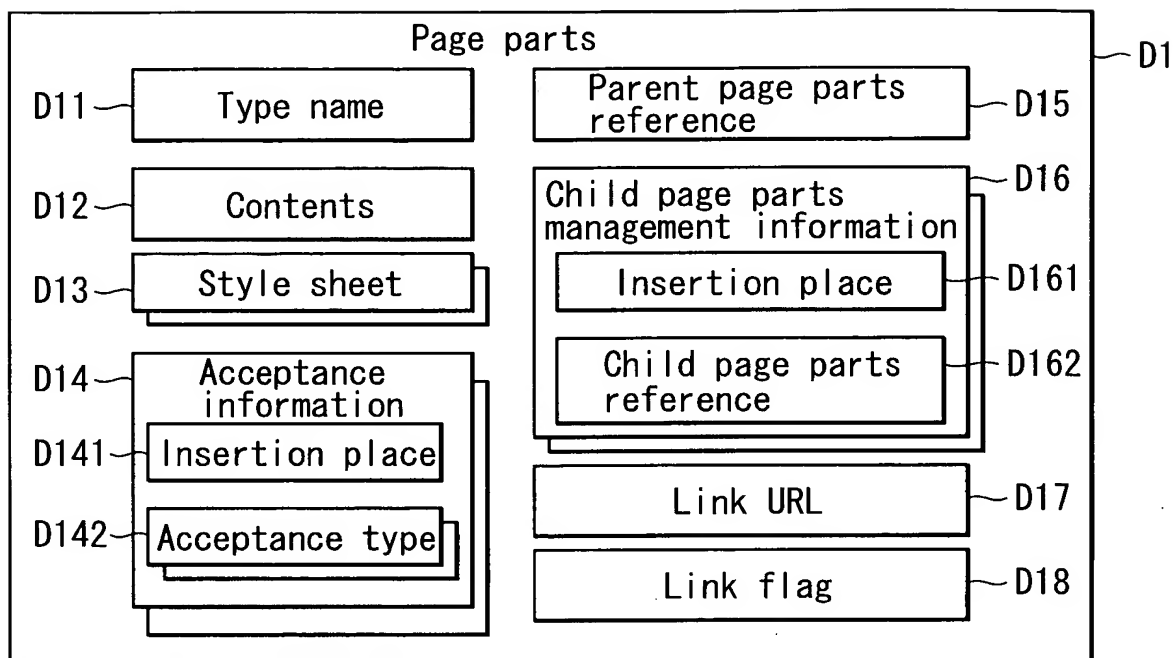 Page parts
D1
D11
Type name
D12
Contents
D13
Style sheet
D14
Acceptance
information
D141
Insertion place
D142
Acceptance type
Parent page parts
reference
D15
D16
Child page parts
management information
Insertion place
D161
Child page parts
reference
D162
Link URL
D17
Link flag
D18